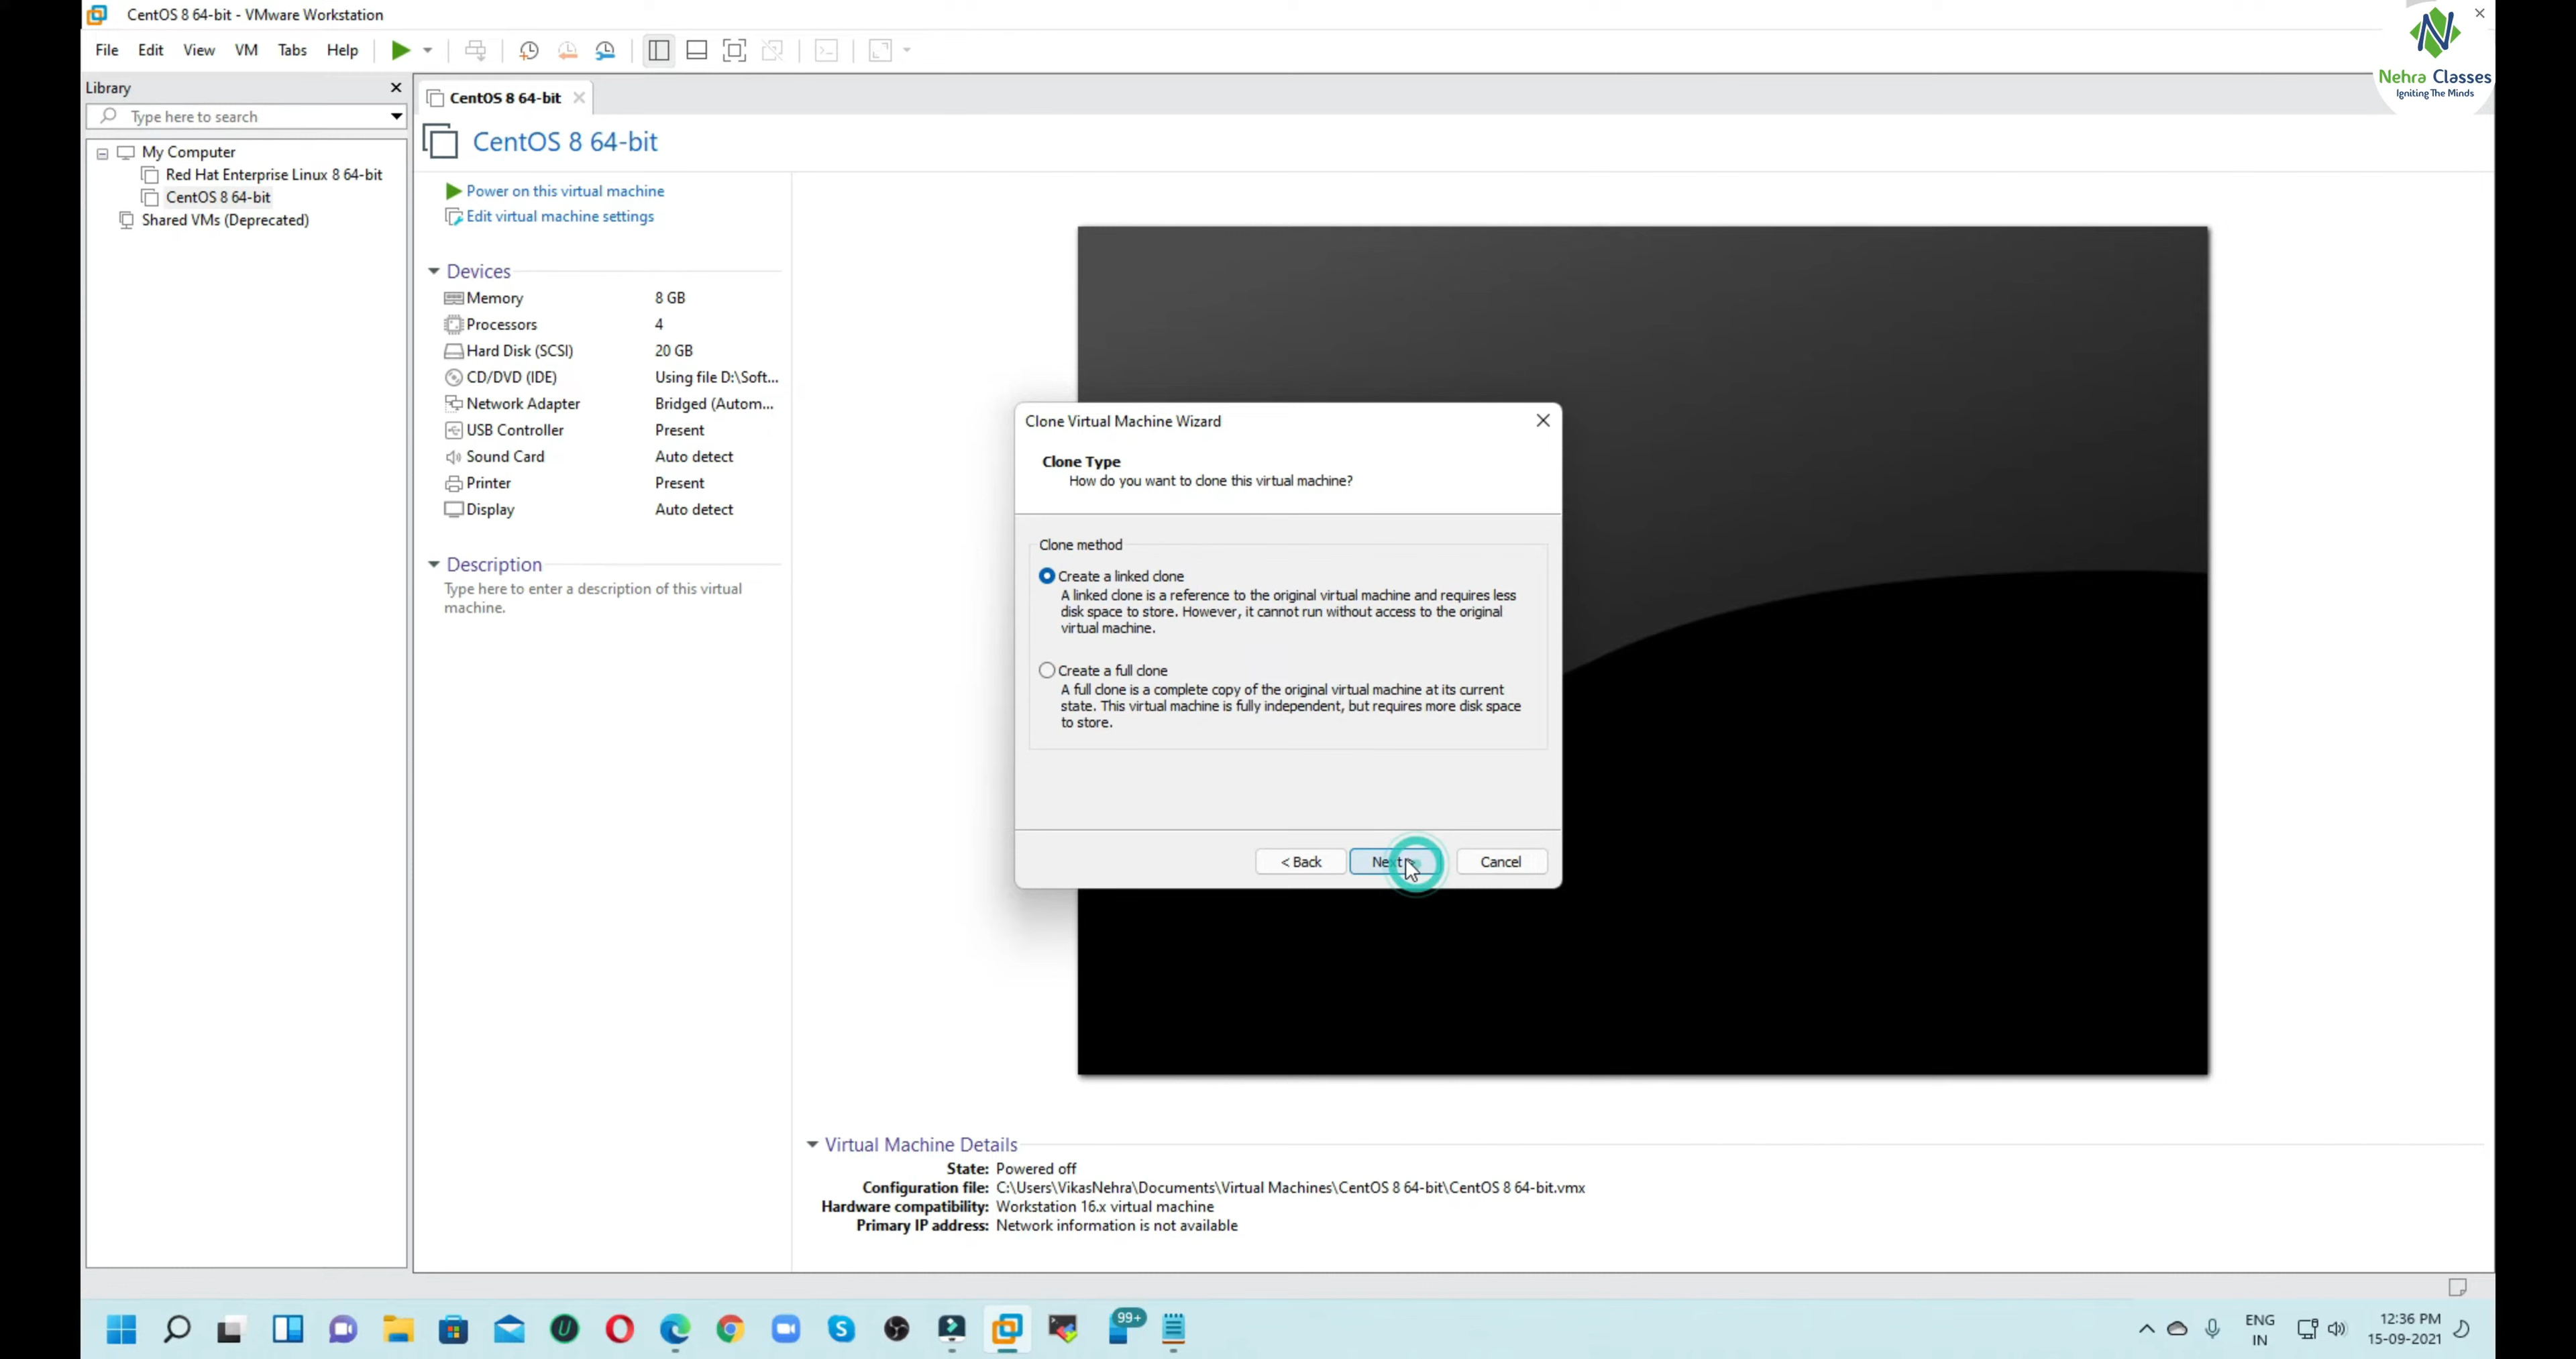 CentOS 8 64-bit - VMware Workstation
File Edit View VM Tabs Help
Nehra Classes
Igniting The Minds
Library
Type here to search
My Computer
Red Hat Enterprise Linux 8 64-bit
CentOS 8 64-bit
Shared VMs (Deprecated)
CentOS 8 64-bit
CentOS 8 64-bit
Power on this virtual machine
Edit virtual machine settings
Devices
Memory 8 GB
Processors 4
Hard Disk (SCSI) 20 GB
CD/DVD (IDE) Using file D:\Soft...
Network Adapter Bridged (Autom...
USB Controller Present
Sound Card Auto detect
Printer Present
Display Auto detect
Description
Type here to enter a description of this virtual
machine.
Clone Virtual Machine Wizard
Clone Type
How do you want to clone this virtual machine?
Clone method
Create a linked clone
A linked clone is a reference to the original virtual machine and requires less
disk space to store. However, it cannot run without access to the original
virtual machine.
Create a full clone
A full clone is a complete copy of the original virtual machine at its current
state. This virtual machine is fully independent, but requires more disk space
to store.
< Back Next > Cancel
Virtual Machine Details
State: Powered off
Configuration file: C:\Users\VikasNehra\Documents\Virtual Machines\CentOS 8 64-bit\CentOS 8 64-bit.vmx
Hardware compatibility: Workstation 16.x virtual machine
Primary IP address: Network information is not available
99+
ENG
IN
12:36 PM
15-09-2021